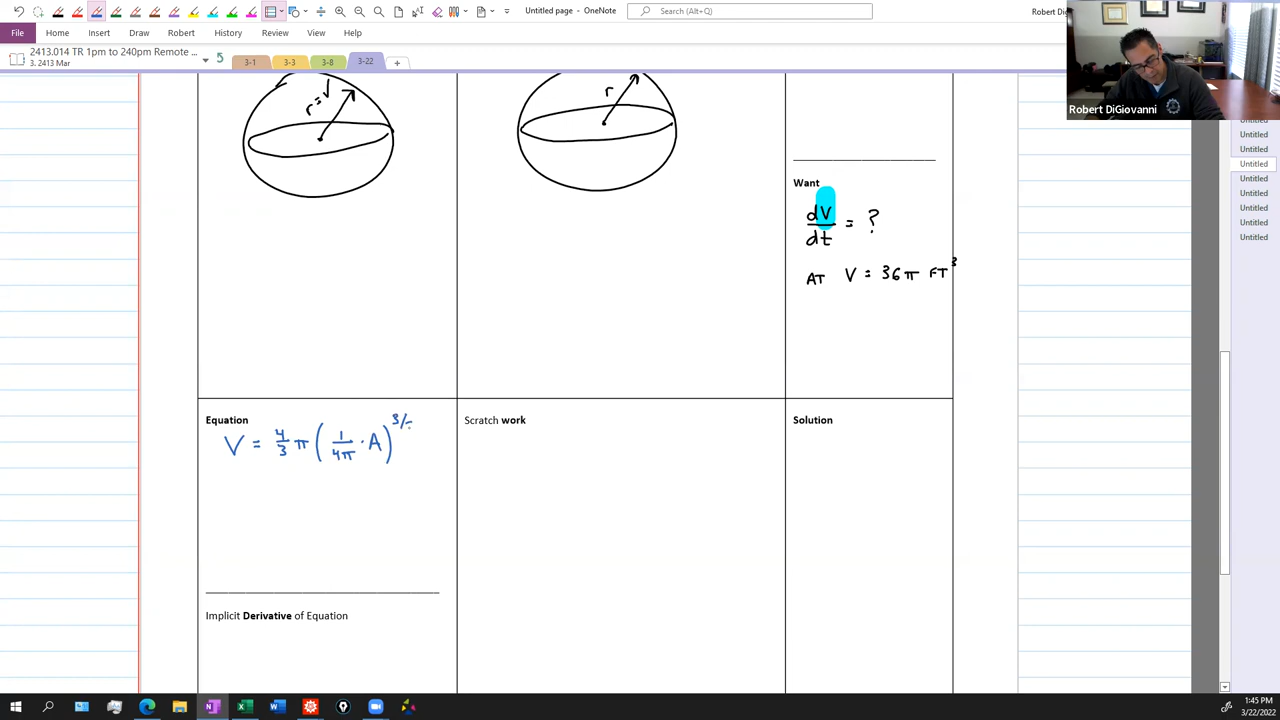 Untitled page - OneNote
Search (Alt+Q)
Robert Di
File Home Insert Draw Robert History Review View Help
2413.014 TR 1pm to 240pm Remote ...
3. 2413 Mar
3-1 3-3 3-8 3-22
Robert DiGiovanni
Untitled
Untitled
Untitled
Untitled
Untitled
Untitled
Untitled
Untitled
Untitled
r
Want
dV/dt = ?
AT V = 36π FT³
Equation
V = 4/3 π (1/4π · A)^3/
Scratch work
Solution
Implicit Derivative of Equation
1:45 PM
3/22/2022